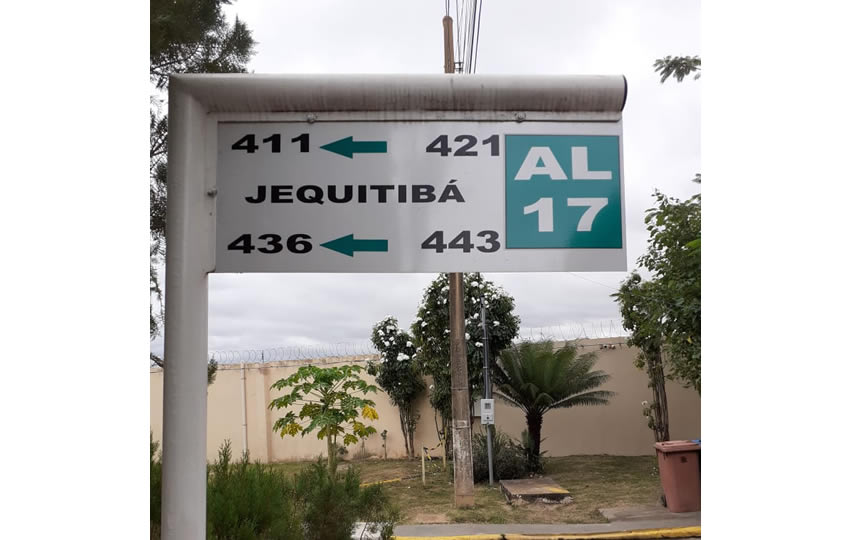 411 ← 421
JEQUITIBÁ
436 ← 443
AL
17